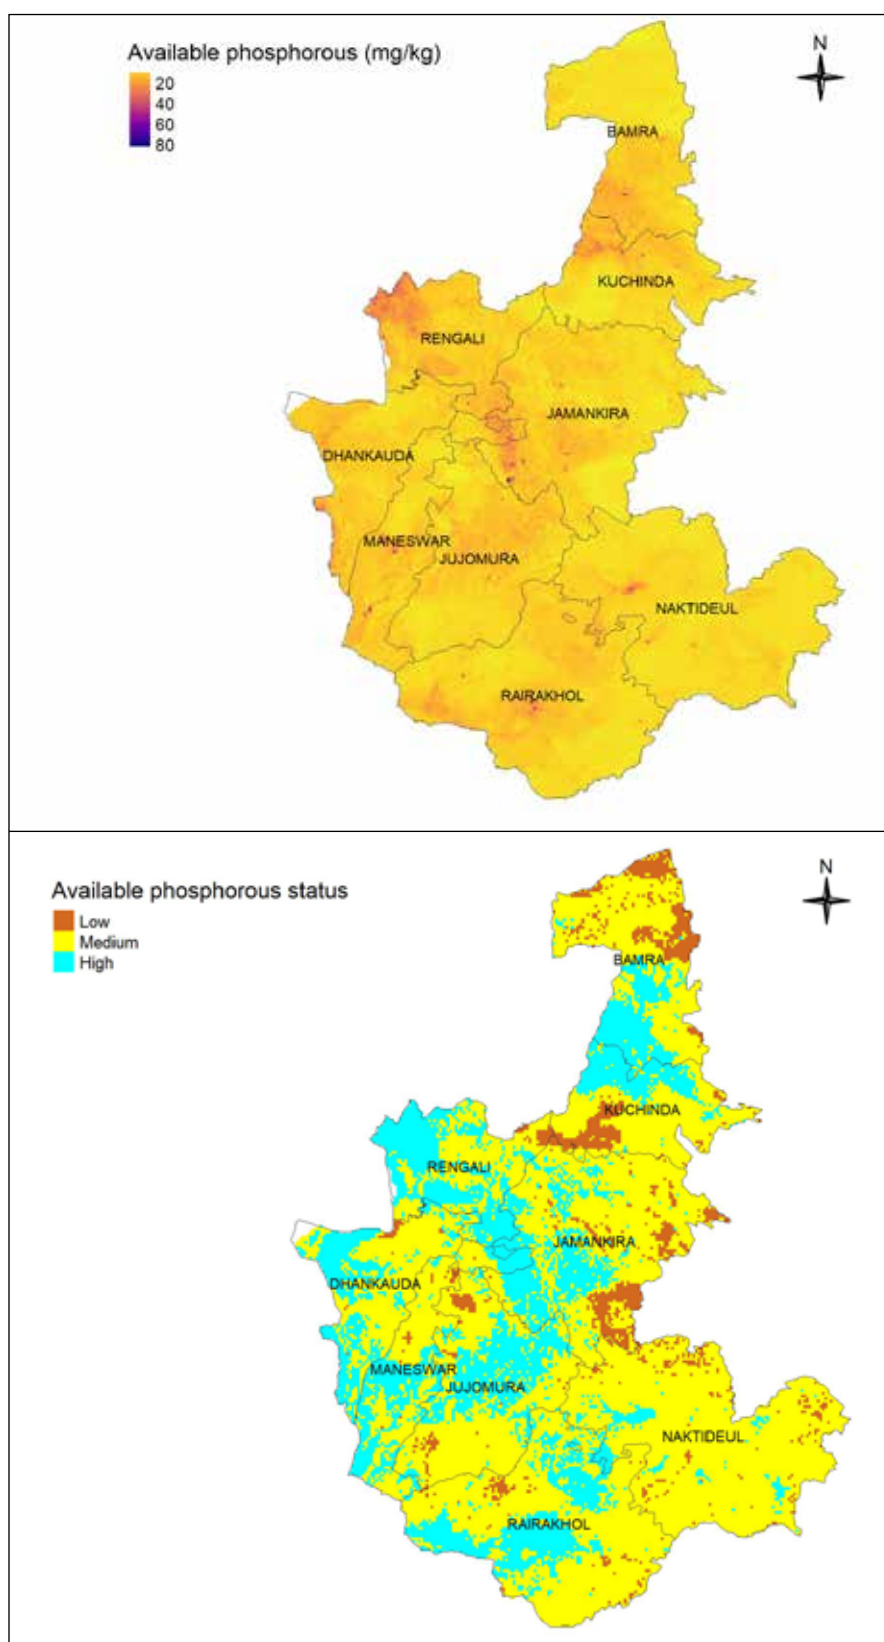 Available phosphorous (mg/kg)
20
40
60
80
N
BAMRA
KUCHINDA
RENGALI
JAMANKIRA
DHANKAUDA
MANESWAR
JUJOMURA
NAKTIDEUL
RAIRAKHOL
Available phosphorous status
Low
Medium
High
N
BAMRA
KUCHINDA
RENGALI
JAMANKIRA
DHANKAUDA
MANESWAR
JUJOMURA
NAKTIDEUL
RAIRAKHOL